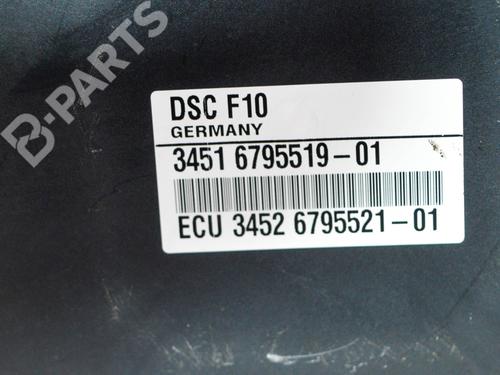 B-PARTS
DSC F10
GERMANY
3451 6795519-01
ECU 3452 6795521-01